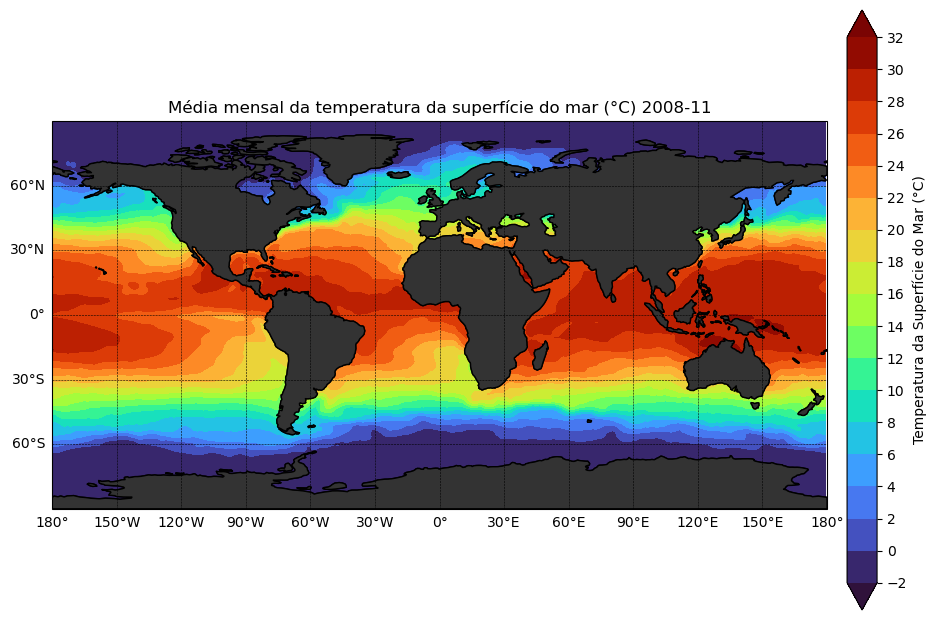 Média mensal da temperatura da superfície do mar (°C) 2008-11
60°N
30°N
0°
30°S
60°S
180° 150°W 120°W 90°W 60°W 30°W 0° 30°E 60°E 90°E 120°E 150°E 180°
32
30
28
26
24
22
20
18
16
14
12
10
8
6
4
2
0
−2
Temperatura da Superfície do Mar (°C)